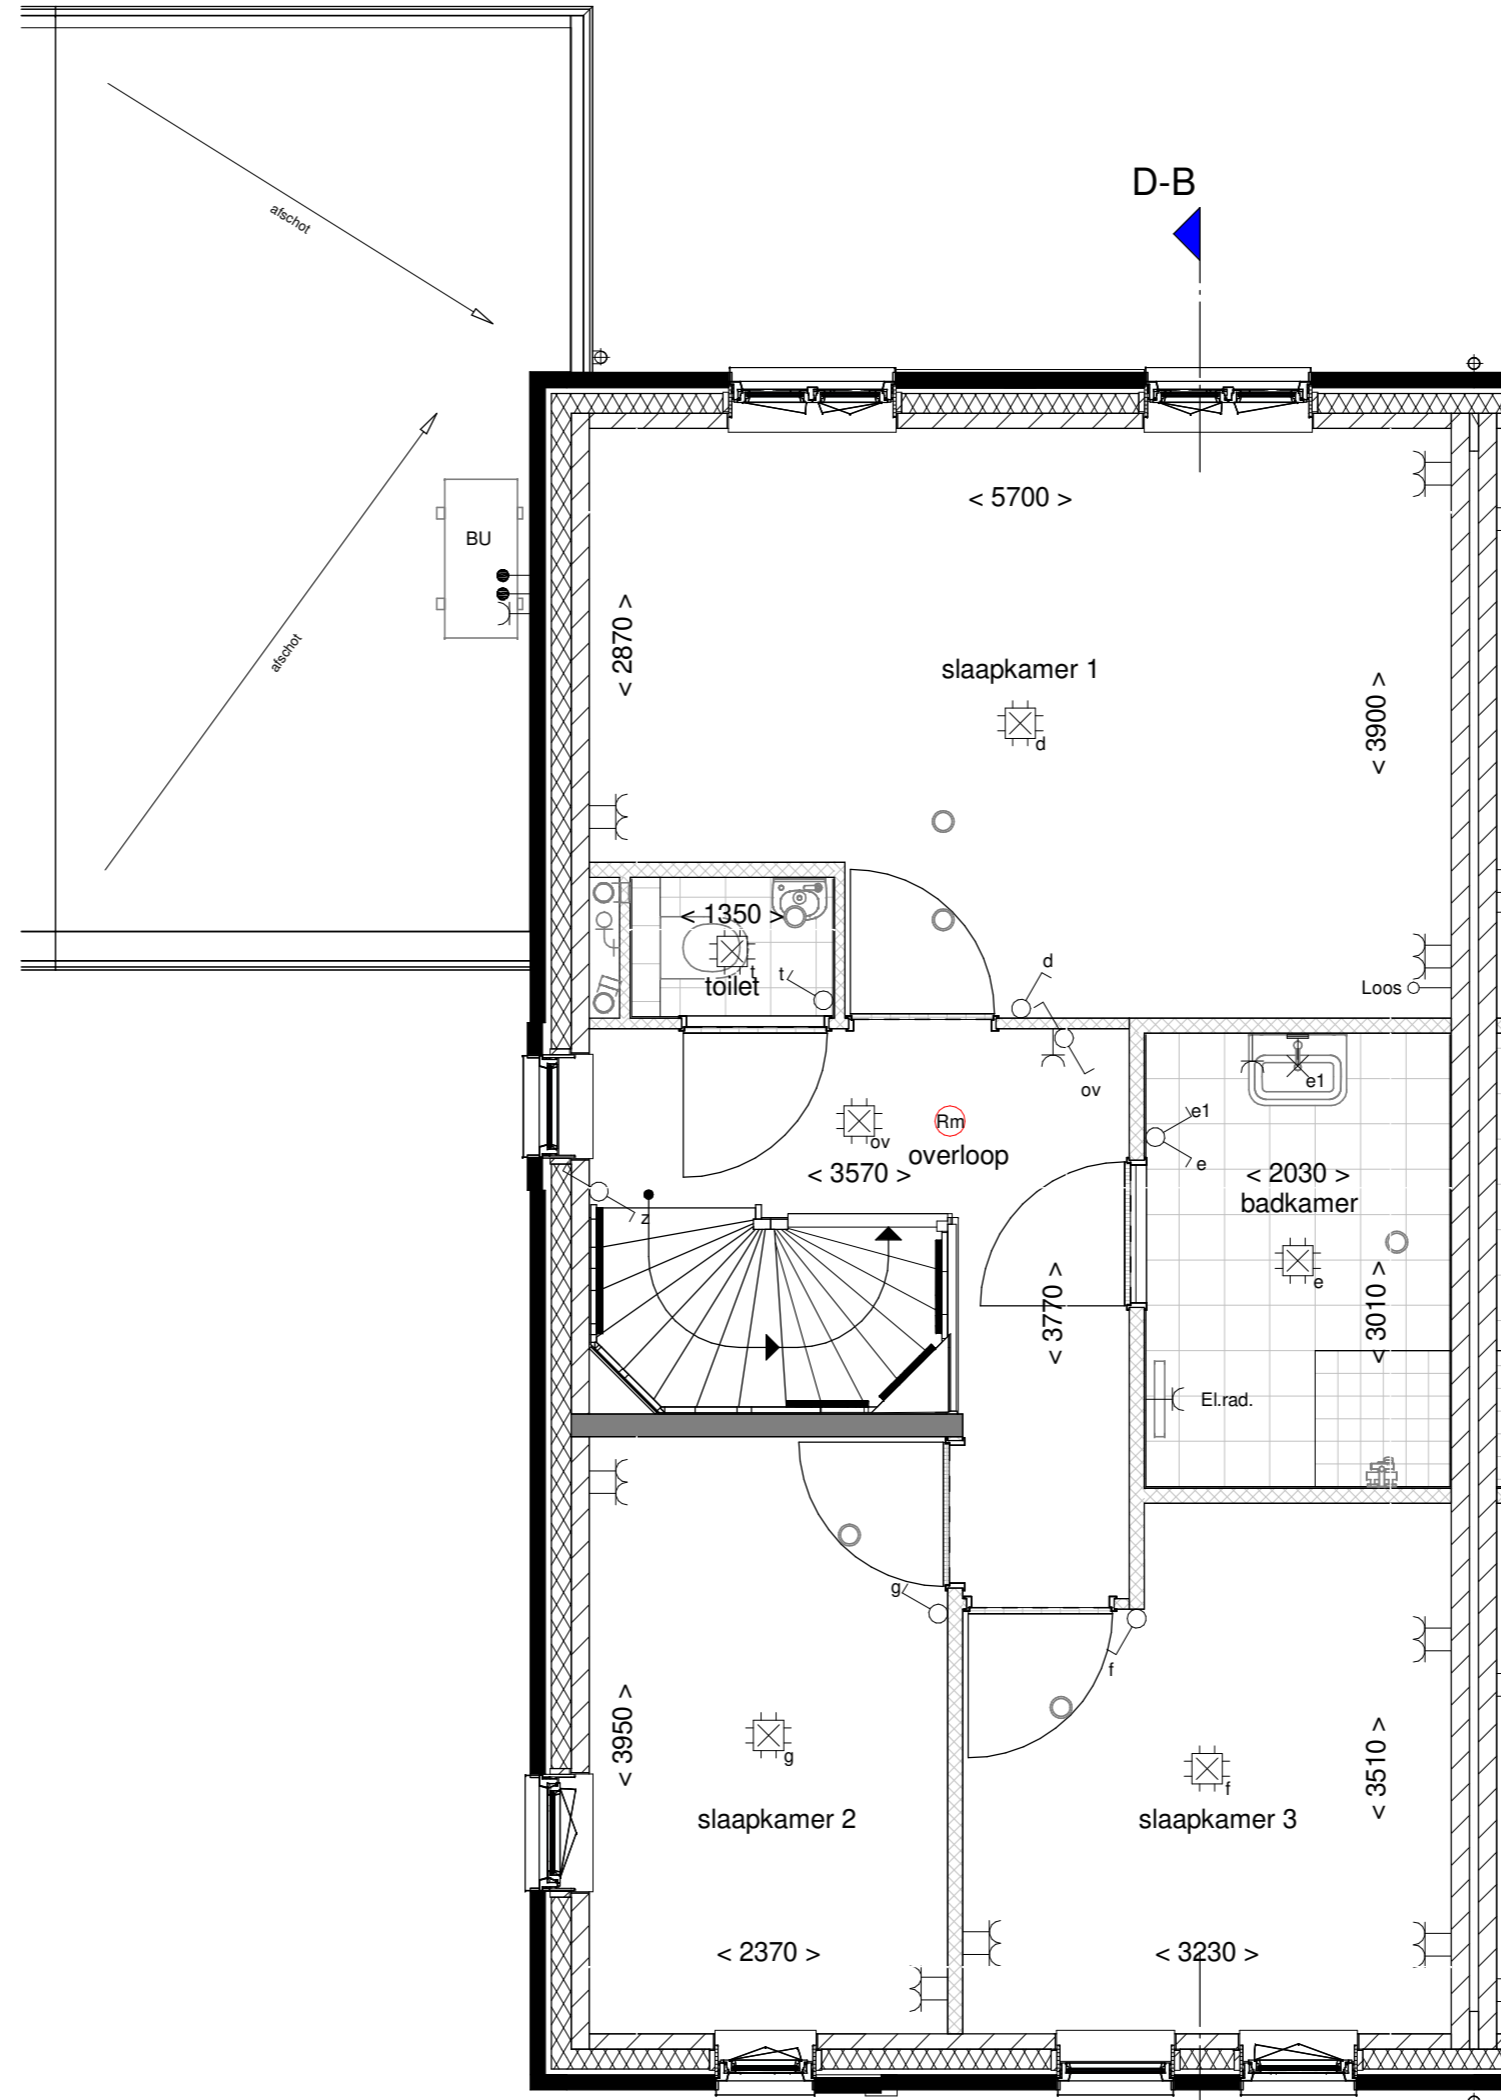 D-B
afschot
< 5700 >
BU
< 2870 >
afschot
slaapkamer 1
< 3900 >
d
< 1350 >
t
t
toilet
d
Loos
ov
e1
Rm
ov
overloop
e1
e
< 3570 >
< 2030 >
badkamer
z
e
< 3770 >
< 3010 >
El.rad.
g
f
< 3950 >
g
f
< 3510 >
slaapkamer 2
slaapkamer 3
< 2370 >
< 3230 >